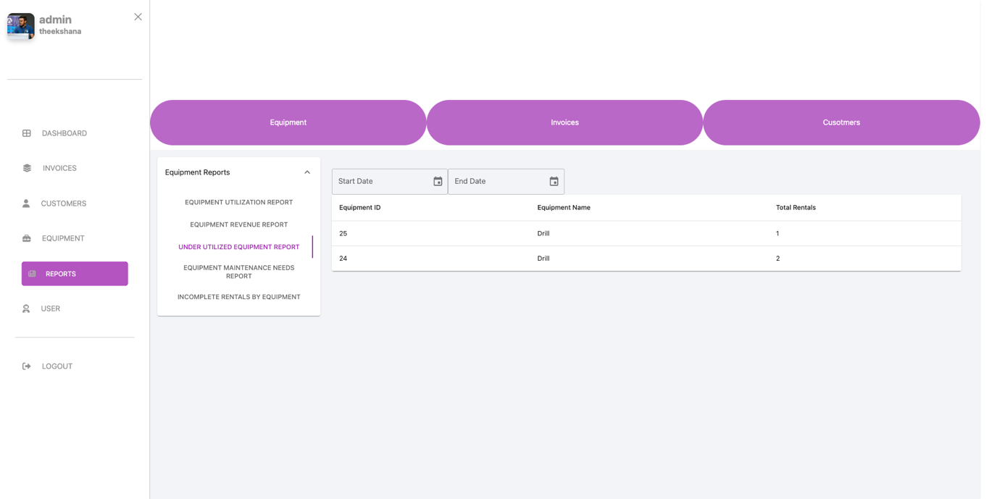 admin
theekshana
DASHBOARD
INVOICES
CUSTOMERS
EQUIPMENT
REPORTS
USER
LOGOUT
Equipment
Invoices
Cusotmers
Equipment Reports
EQUIPMENT UTILIZATION REPORT
EQUIPMENT REVENUE REPORT
UNDER UTILIZED EQUIPMENT REPORT
EQUIPMENT MAINTENANCE NEEDS
REPORT
INCOMPLETE RENTALS BY EQUIPMENT
Start Date
End Date
Equipment ID Equipment Name Total Rentals
25 Drill 1
24 Drill 2